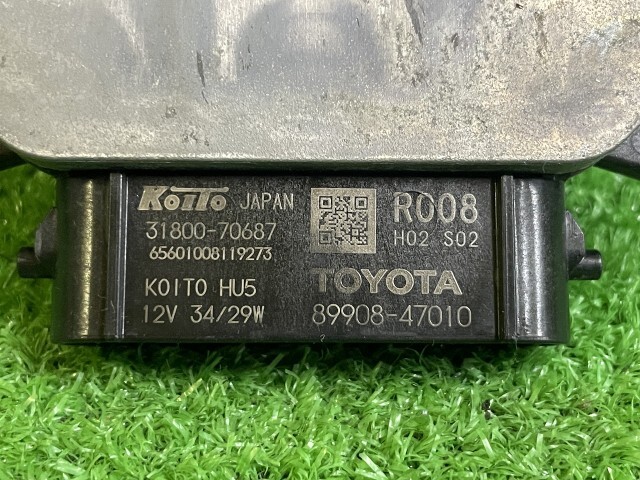 KOITO JAPAN
31800-70687
65601008119273
KOITO HU5
12V 34/29W
R008
H02 S02
TOYOTA
89908-47010